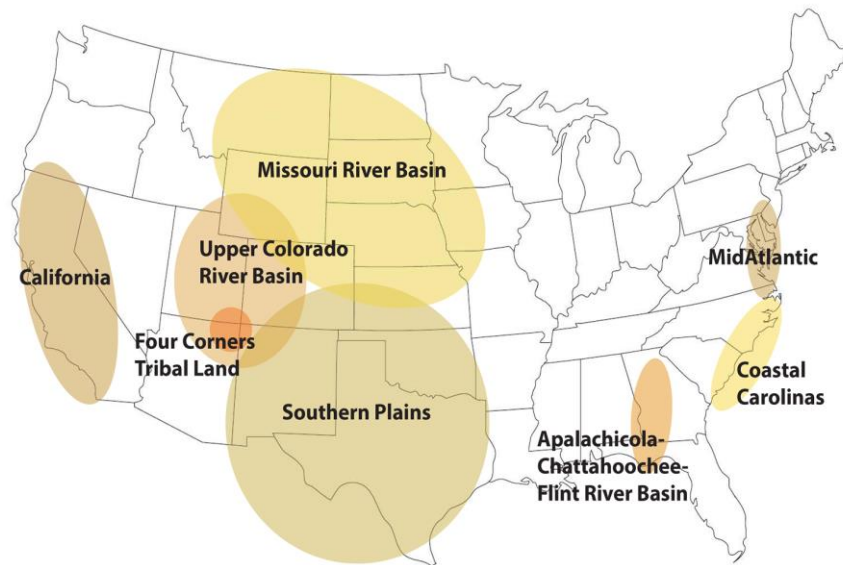 Missouri River Basin
Upper Colorado
River Basin
California
MidAtlantic
Four Corners
Tribal Land
Southern Plains
Coastal
Carolinas
Apalachicola-
Chattahoochee-
Flint River Basin